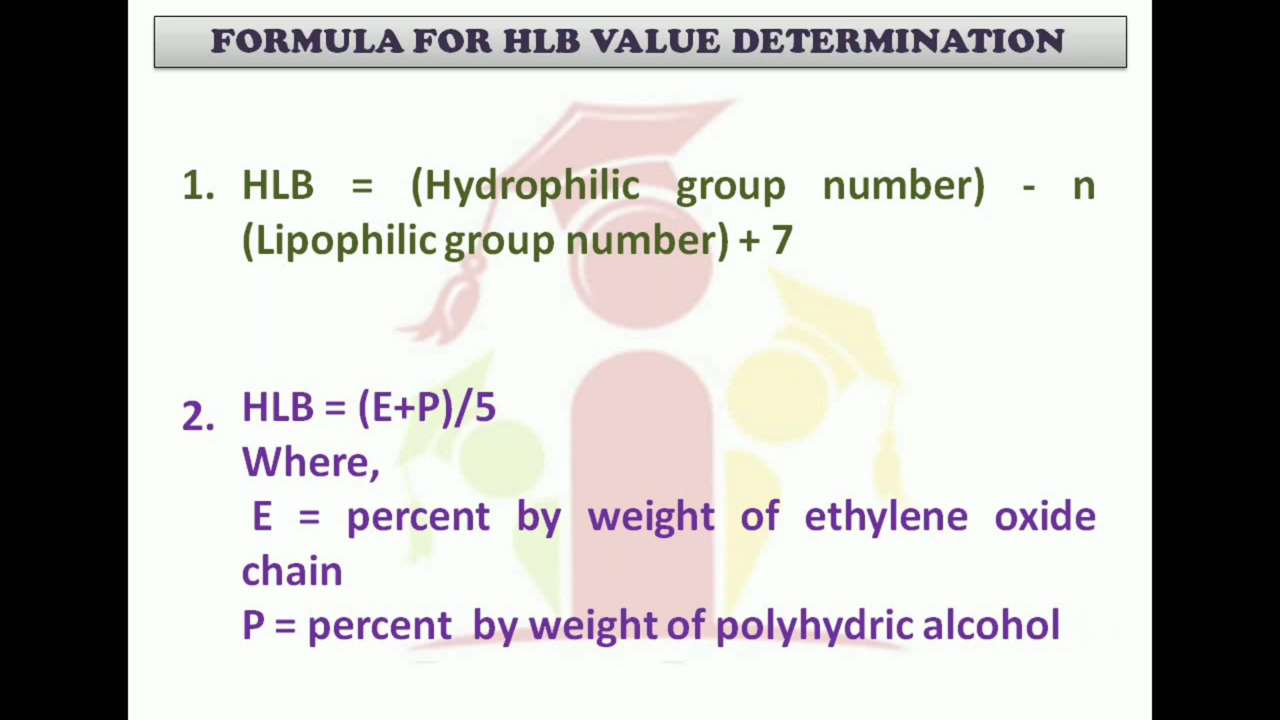 FORMULA FOR HLB VALUE DETERMINATION
1. HLB = (Hydrophilic group number) - n
(Lipophilic group number) + 7
2. HLB = (E+P)/5
Where,
E = percent by weight of ethylene oxide
chain
P = percent by weight of polyhydric alcohol